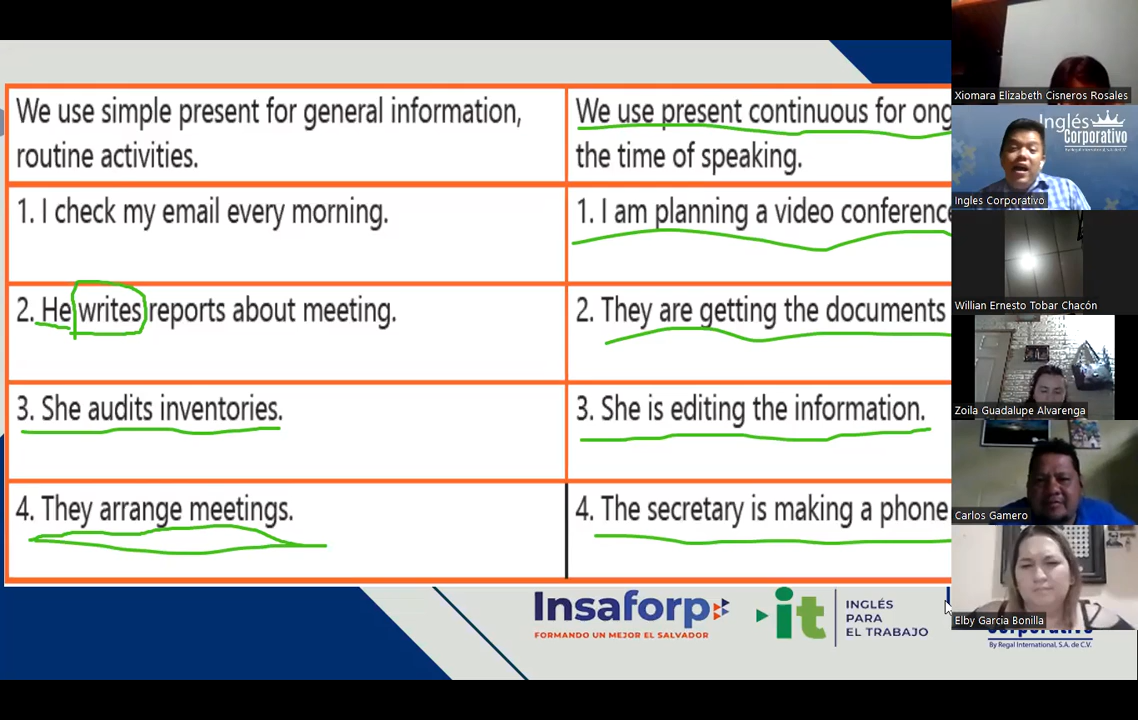 We use simple present for general information,
routine activities.
We use present continuous for ong
the time of speaking.
1. I check my email every morning.
1. I am planning a video conference
2. He writes reports about meeting.
2. They are getting the documents
3. She audits inventories.
3. She is editing the information.
4. They arrange meetings.
4. The secretary is making a phone
Insaforp
FORMANDO UN MEJOR EL SALVADOR
it
INGLÉS
PARA
EL TRABAJO
Xiomara Elizabeth Cisneros Rosales
Inglés
Corporativo
By Regal International, S.A. de C.V.
Ingles Corporativo
Willian Ernesto Tobar Chacón
Zoila Guadalupe Alvarenga
Carlos Gamero
Elby Garcia Bonilla
Corporativo
By Regal International, S.A. de C.V.